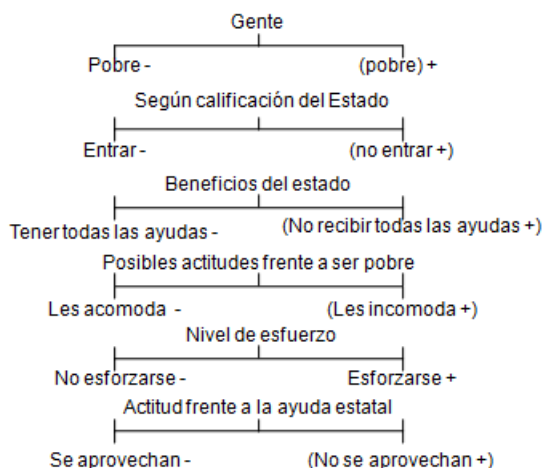 Gente
Pobre - (pobre) +
Según calificación del Estado
Entrar - (no entrar +)
Beneficios del estado
Tener todas las ayudas - (No recibir todas las ayudas +)
Posibles actitudes frente a ser pobre
Les acomoda - (Les incomoda +)
Nivel de esfuerzo
No esforzarse - Esforzarse +
Actitud frente a la ayuda estatal
Se aprovechan - (No se aprovechan +)